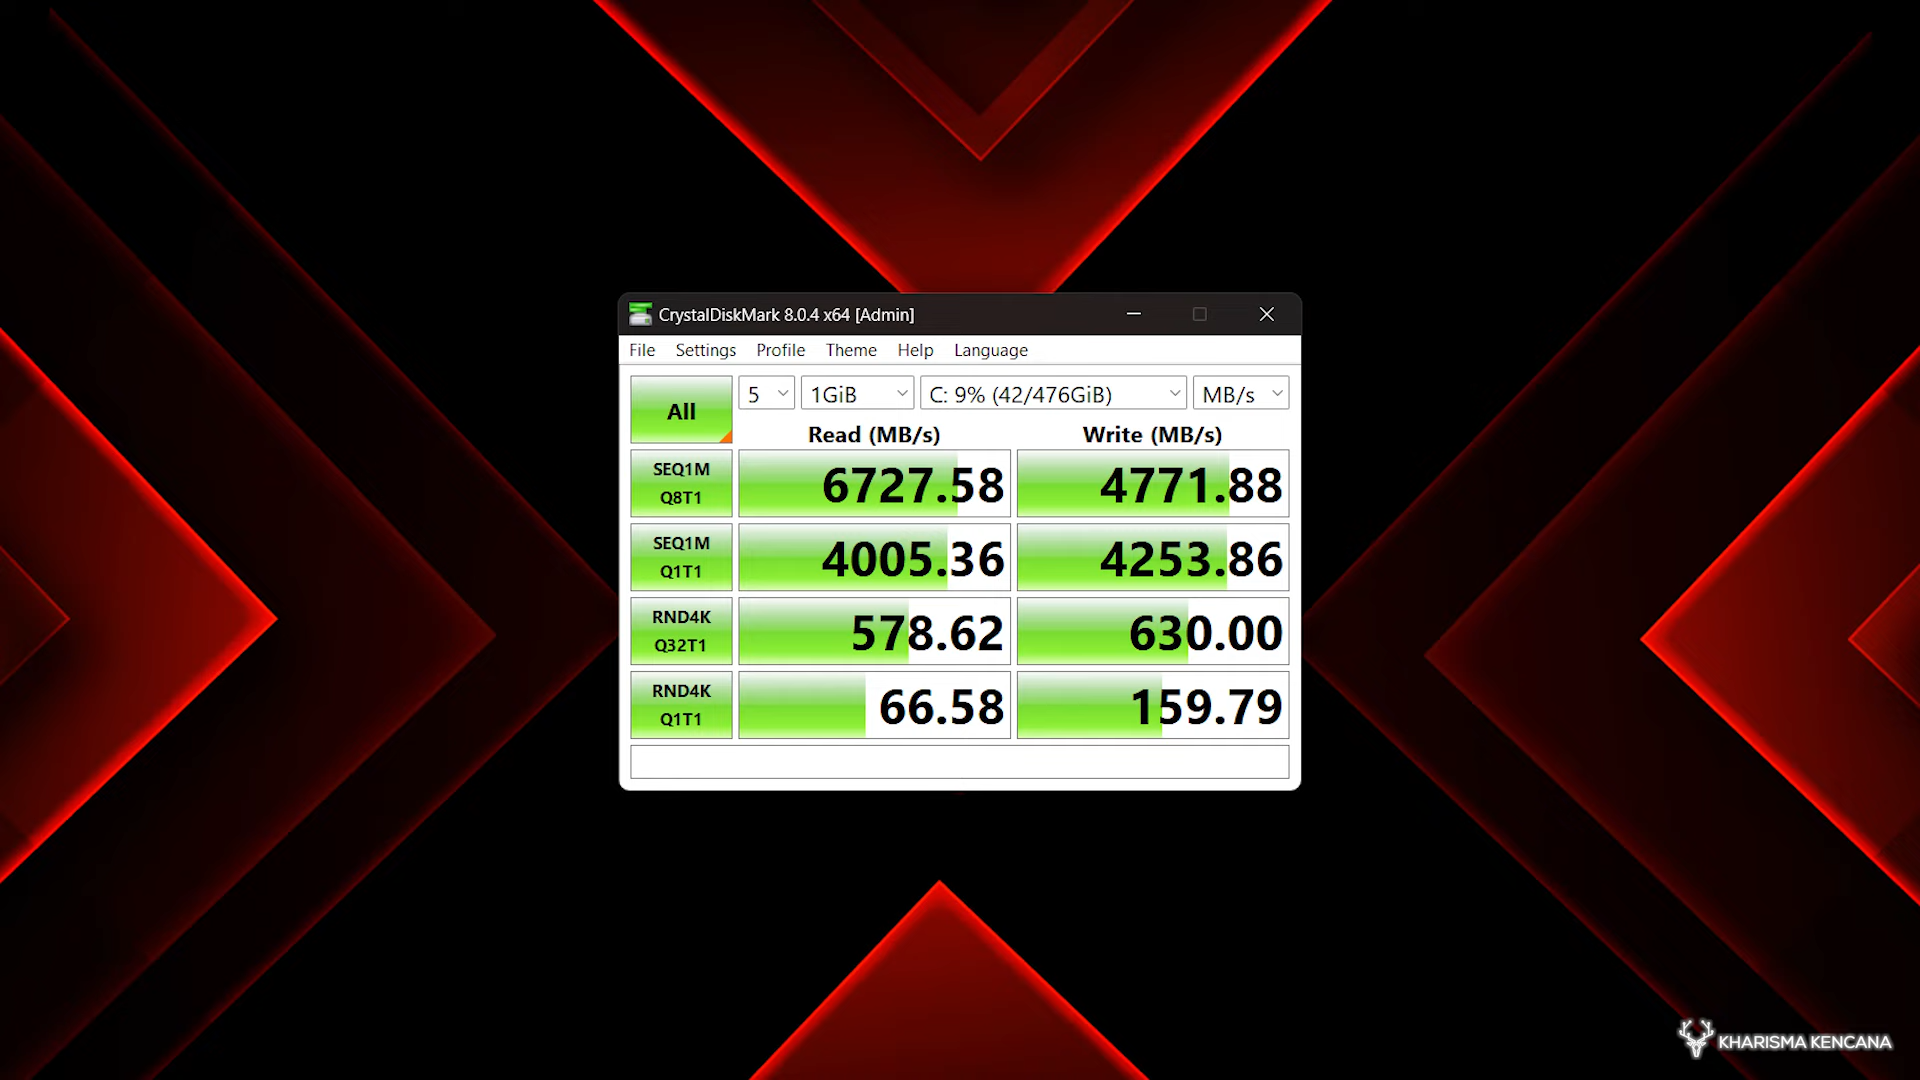 CrystalDiskMark 8.0.4 x64 [Admin]
File Settings Profile Theme Help Language
All 5 1GiB C: 9% (42/476GiB) MB/s
Read (MB/s) Write (MB/s)
SEQ1M Q8T1 6727.58 4771.88
SEQ1M Q1T1 4005.36 4253.86
RND4K Q32T1 578.62 630.00
RND4K Q1T1 66.58 159.79
KHARISMA KENCANA